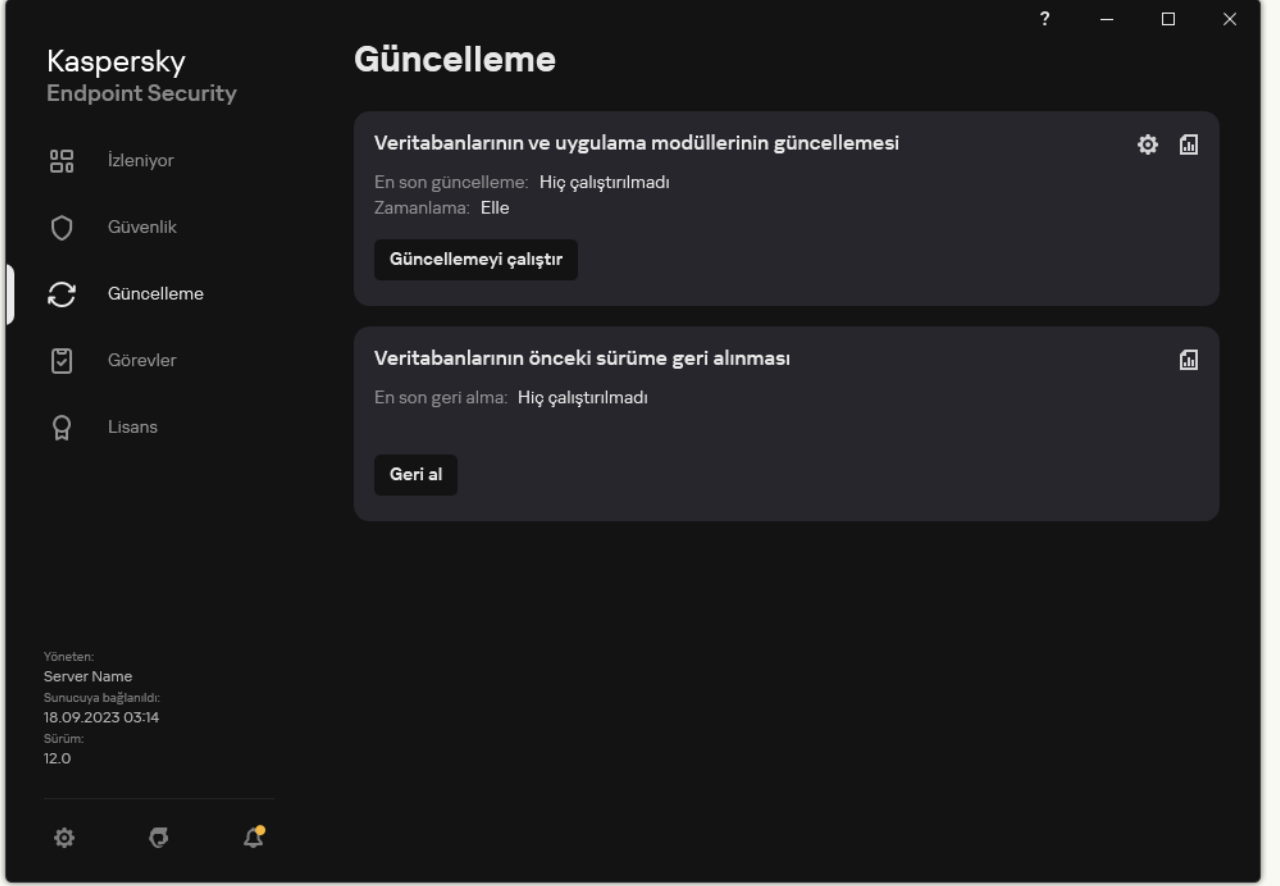 ?
Kaspersky
Endpoint Security
İzleniyor
Güvenlik
Güncelleme
Görevler
Lisans
Yöneten:
Server Name
Sunucuya bağlanıldı:
18.09.2023 03:14
Sürüm:
12.0
Güncelleme
Veritabanlarının ve uygulama modüllerinin güncellemesi
En son güncelleme: Hiç çalıştırılmadı
Zamanlama: Elle
Güncellemeyi çalıştır
Veritabanlarının önceki sürüme geri alınması
En son geri alma: Hiç çalıştırılmadı
Geri al